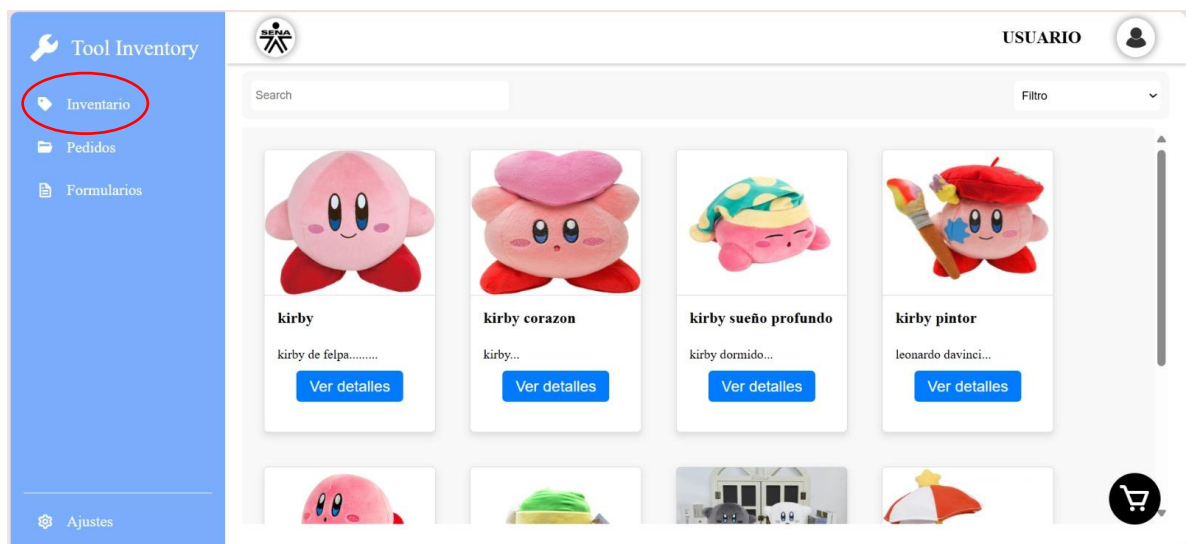 Tool Inventory
SENA
USUARIO
Inventario
Pedidos
Formularios
Ajustes
Search
Filtro
kirby
kirby de felpa.........
Ver detalles
kirby corazon
kirby...
Ver detalles
kirby sueño profundo
kirby dormido...
Ver detalles
kirby pintor
leonardo davinci...
Ver detalles